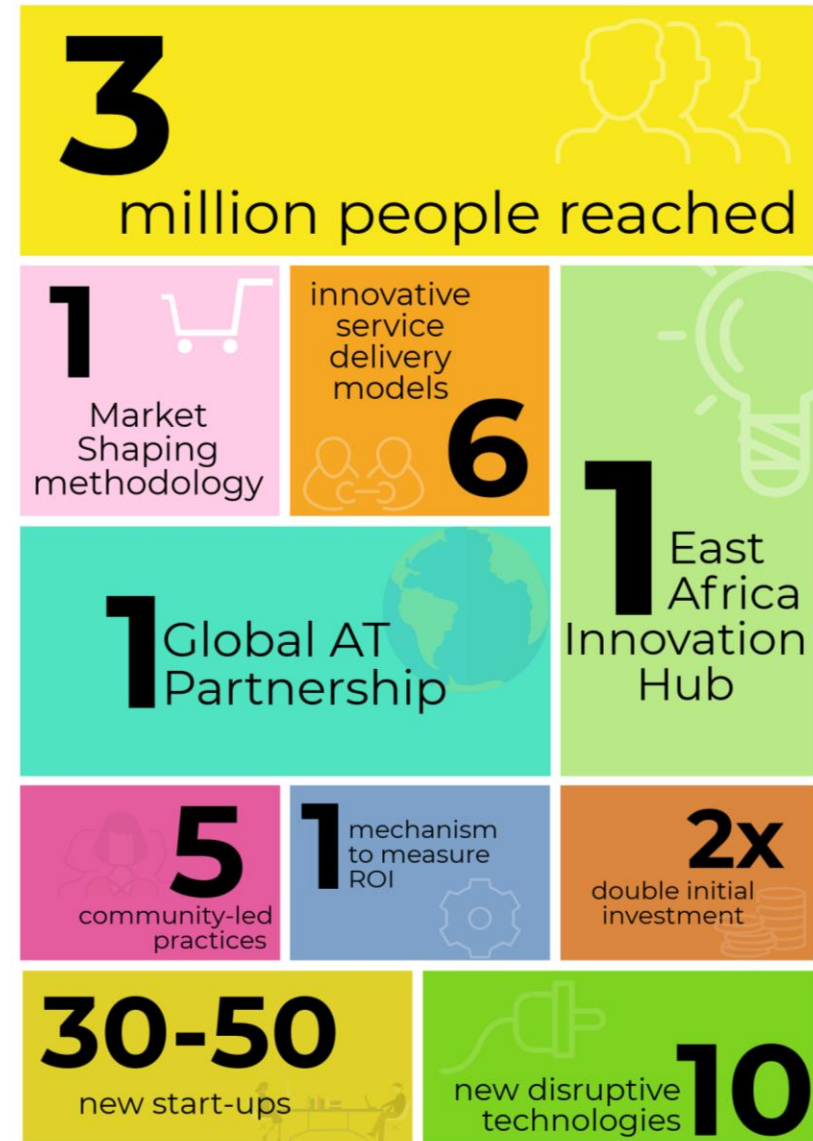 3
million people reached
1
Market
Shaping
methodology
innovative
service
delivery
models
6
1
East
Africa
Innovation
Hub
1
Global AT
Partnership
5
community-led
practices
1
mechanism
to measure
ROI
2x
double initial
investment
30-50
new start-ups
new disruptive
technologies
10